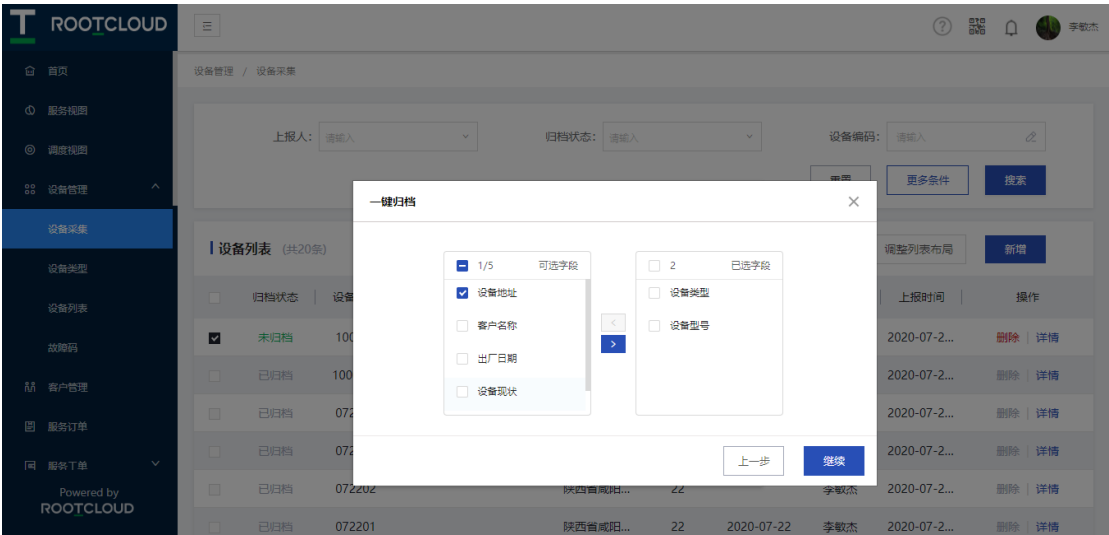 ROOTCLOUD
李敏杰
首页
服务视图
调度视图
设备管理
设备采集
设备类型
设备列表
故障码
客户管理
服务订单
服务工单
Powered by
ROOTCLOUD
设备管理 / 设备采集
上报人: 请输入 归档状态: 请输入 设备编码: 请输入
更多条件 搜索
设备列表 (共20条) 调整列表布局 新增
归档状态 设备 上报时间 操作
未归档 100 2020-07-2... 删除 详情
已归档 100 2020-07-2... 删除 详情
已归档 072 2020-07-2... 删除 详情
已归档 072 2020-07-2... 删除 详情
已归档 072202 陕西省咸阳... 22 李敏杰 2020-07-2... 删除 详情
已归档 072201 陕西省咸阳... 22 2020-07-22 李敏杰 2020-07-2... 删除 详情
一键归档
1/5 可选字段
设备地址
客户名称
出厂日期
设备现状
2 已选字段
设备类型
设备型号
上一步 继续